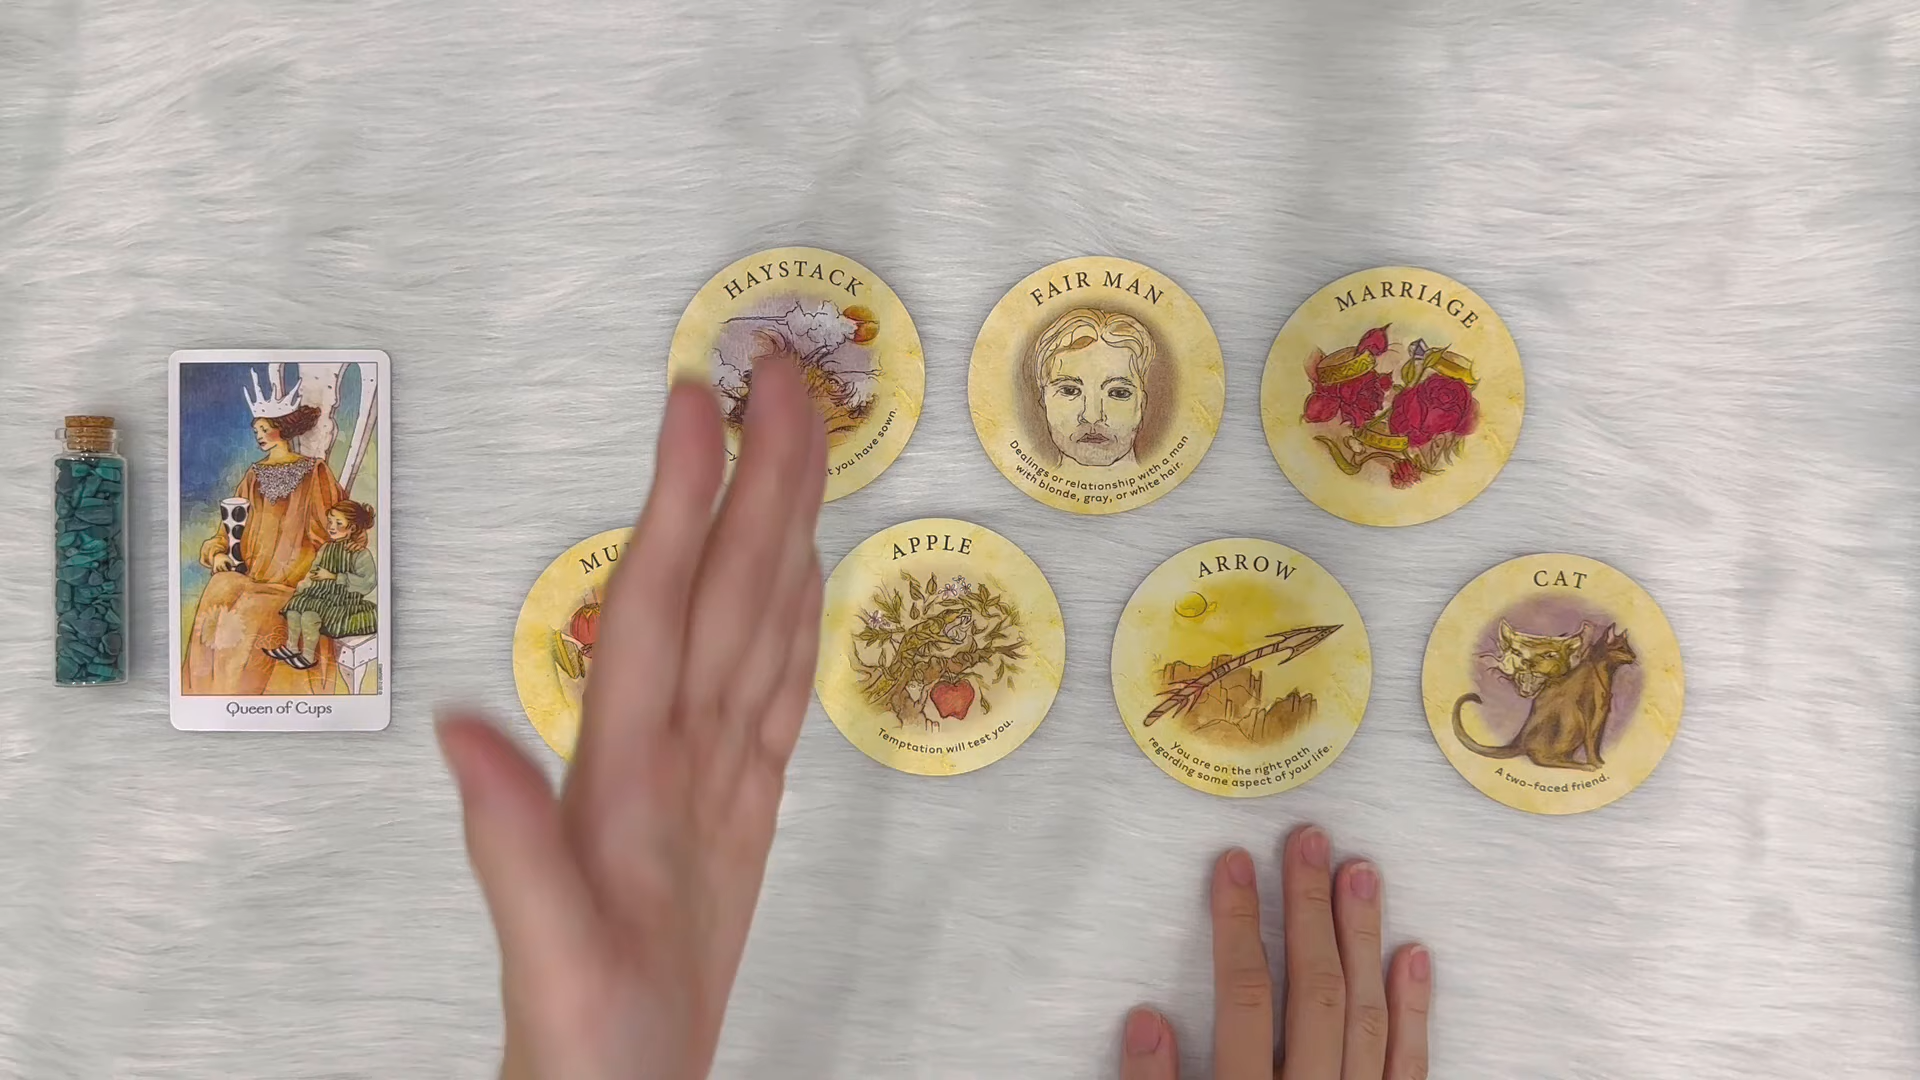 HAYSTACK
t you have sown.
FAIR MAN
Dealings or relationship with a man
with blonde, gray, or white hair.
MARRIAGE
Queen of Cups
APPLE
Temptation will test you.
ARROW
You are on the right path
regarding some aspect of your life.
CAT
A two-faced friend.